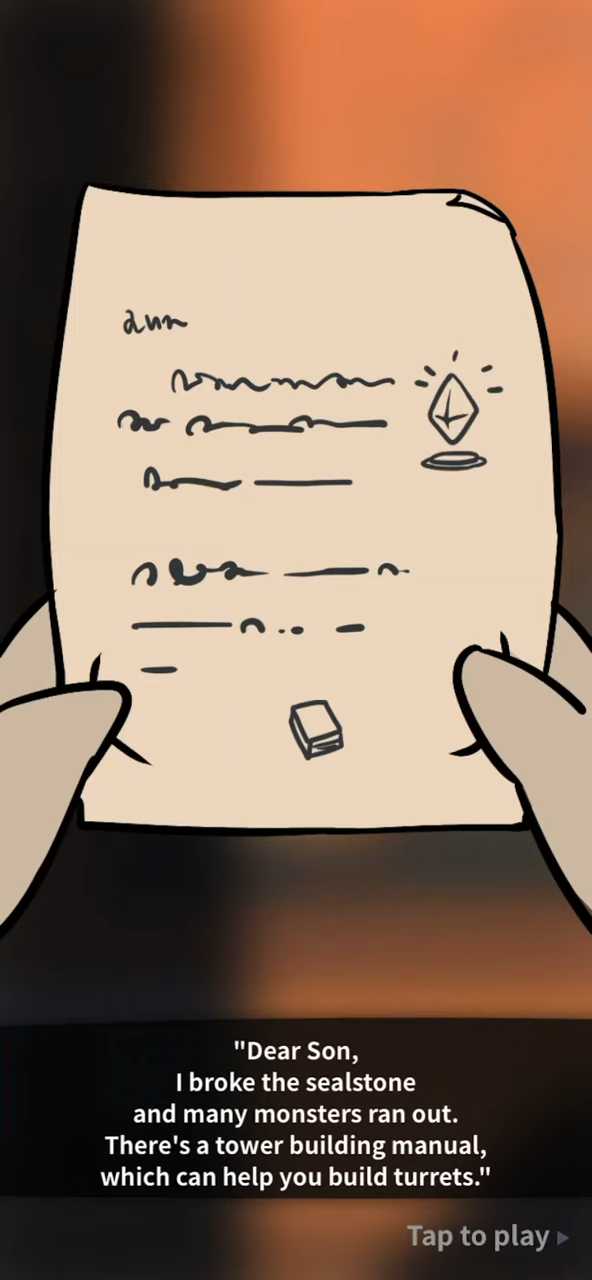 "Dear Son,
I broke the sealstone
and many monsters ran out.
There's a tower building manual,
which can help you build turrets."
Tap to play